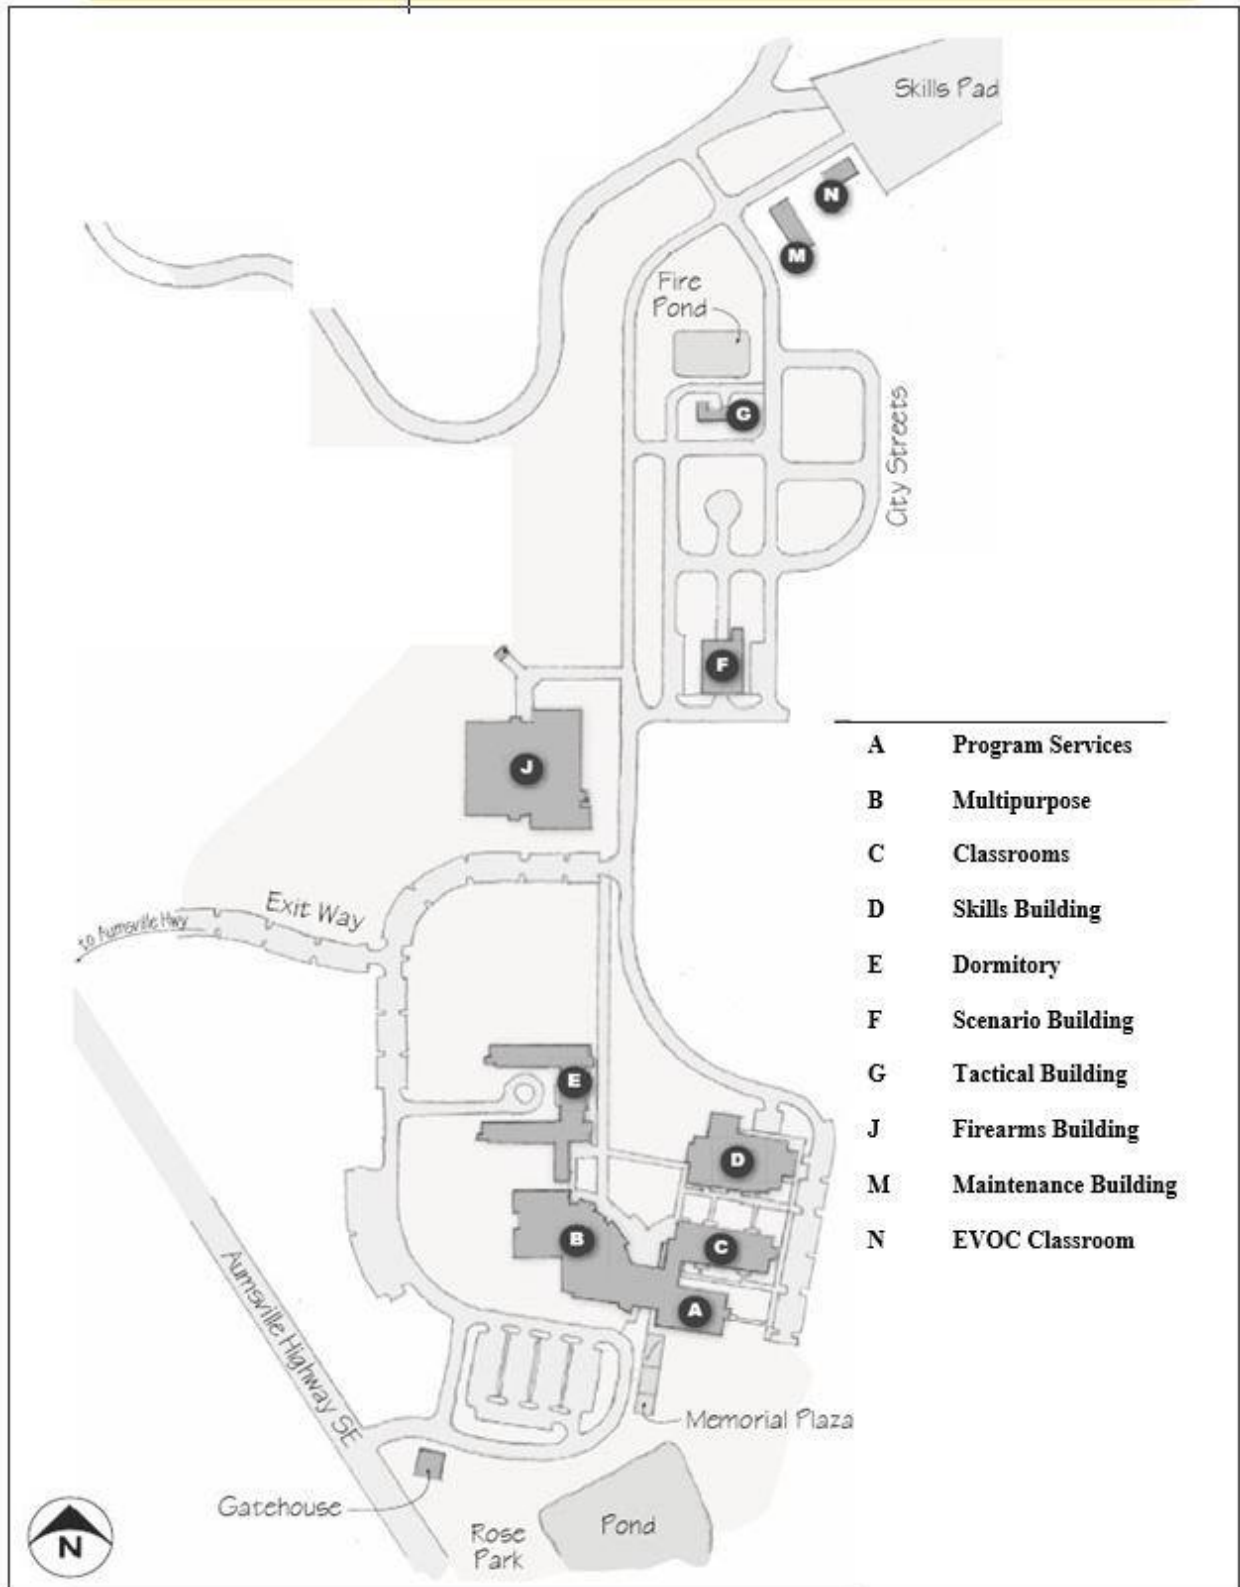 Skills Pad
N
M
Fire
Pond
G
City Streets
F
J
A Program Services
B Multipurpose
C Classrooms
D Skills Building
E Dormitory
F Scenario Building
G Tactical Building
J Firearms Building
M Maintenance Building
N EVOC Classroom
Exit Way
to Aumsville Hwy
E
D
B
C
A
Aumsville Highway SE
Memorial Plaza
Gatehouse
Rose
Park
Pond
N